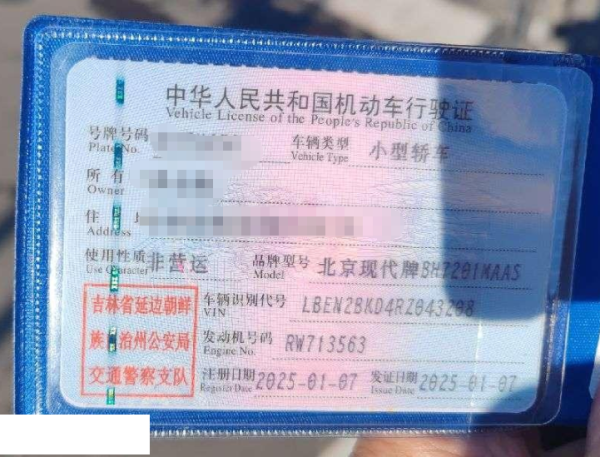 中华人民共和国机动车行驶证
Vehicle License of the People's Republic of China
号牌号码 车辆类型 小型轿车
Plate No. Vehicle Type
所有
Owner
住
Address
使用性质 非营运 品牌型号 北京现代牌BH7201MAAS
Use Character Model
吉林省延边朝鲜 车辆识别代号 LBEN2BKD4RZ043208
VIN
族 治州公安局 发动机号码 RW713563
Engine No.
交通警察支队 注册日期 2025-01-07 发证日期 2025-01-07
Register Date Issue Date